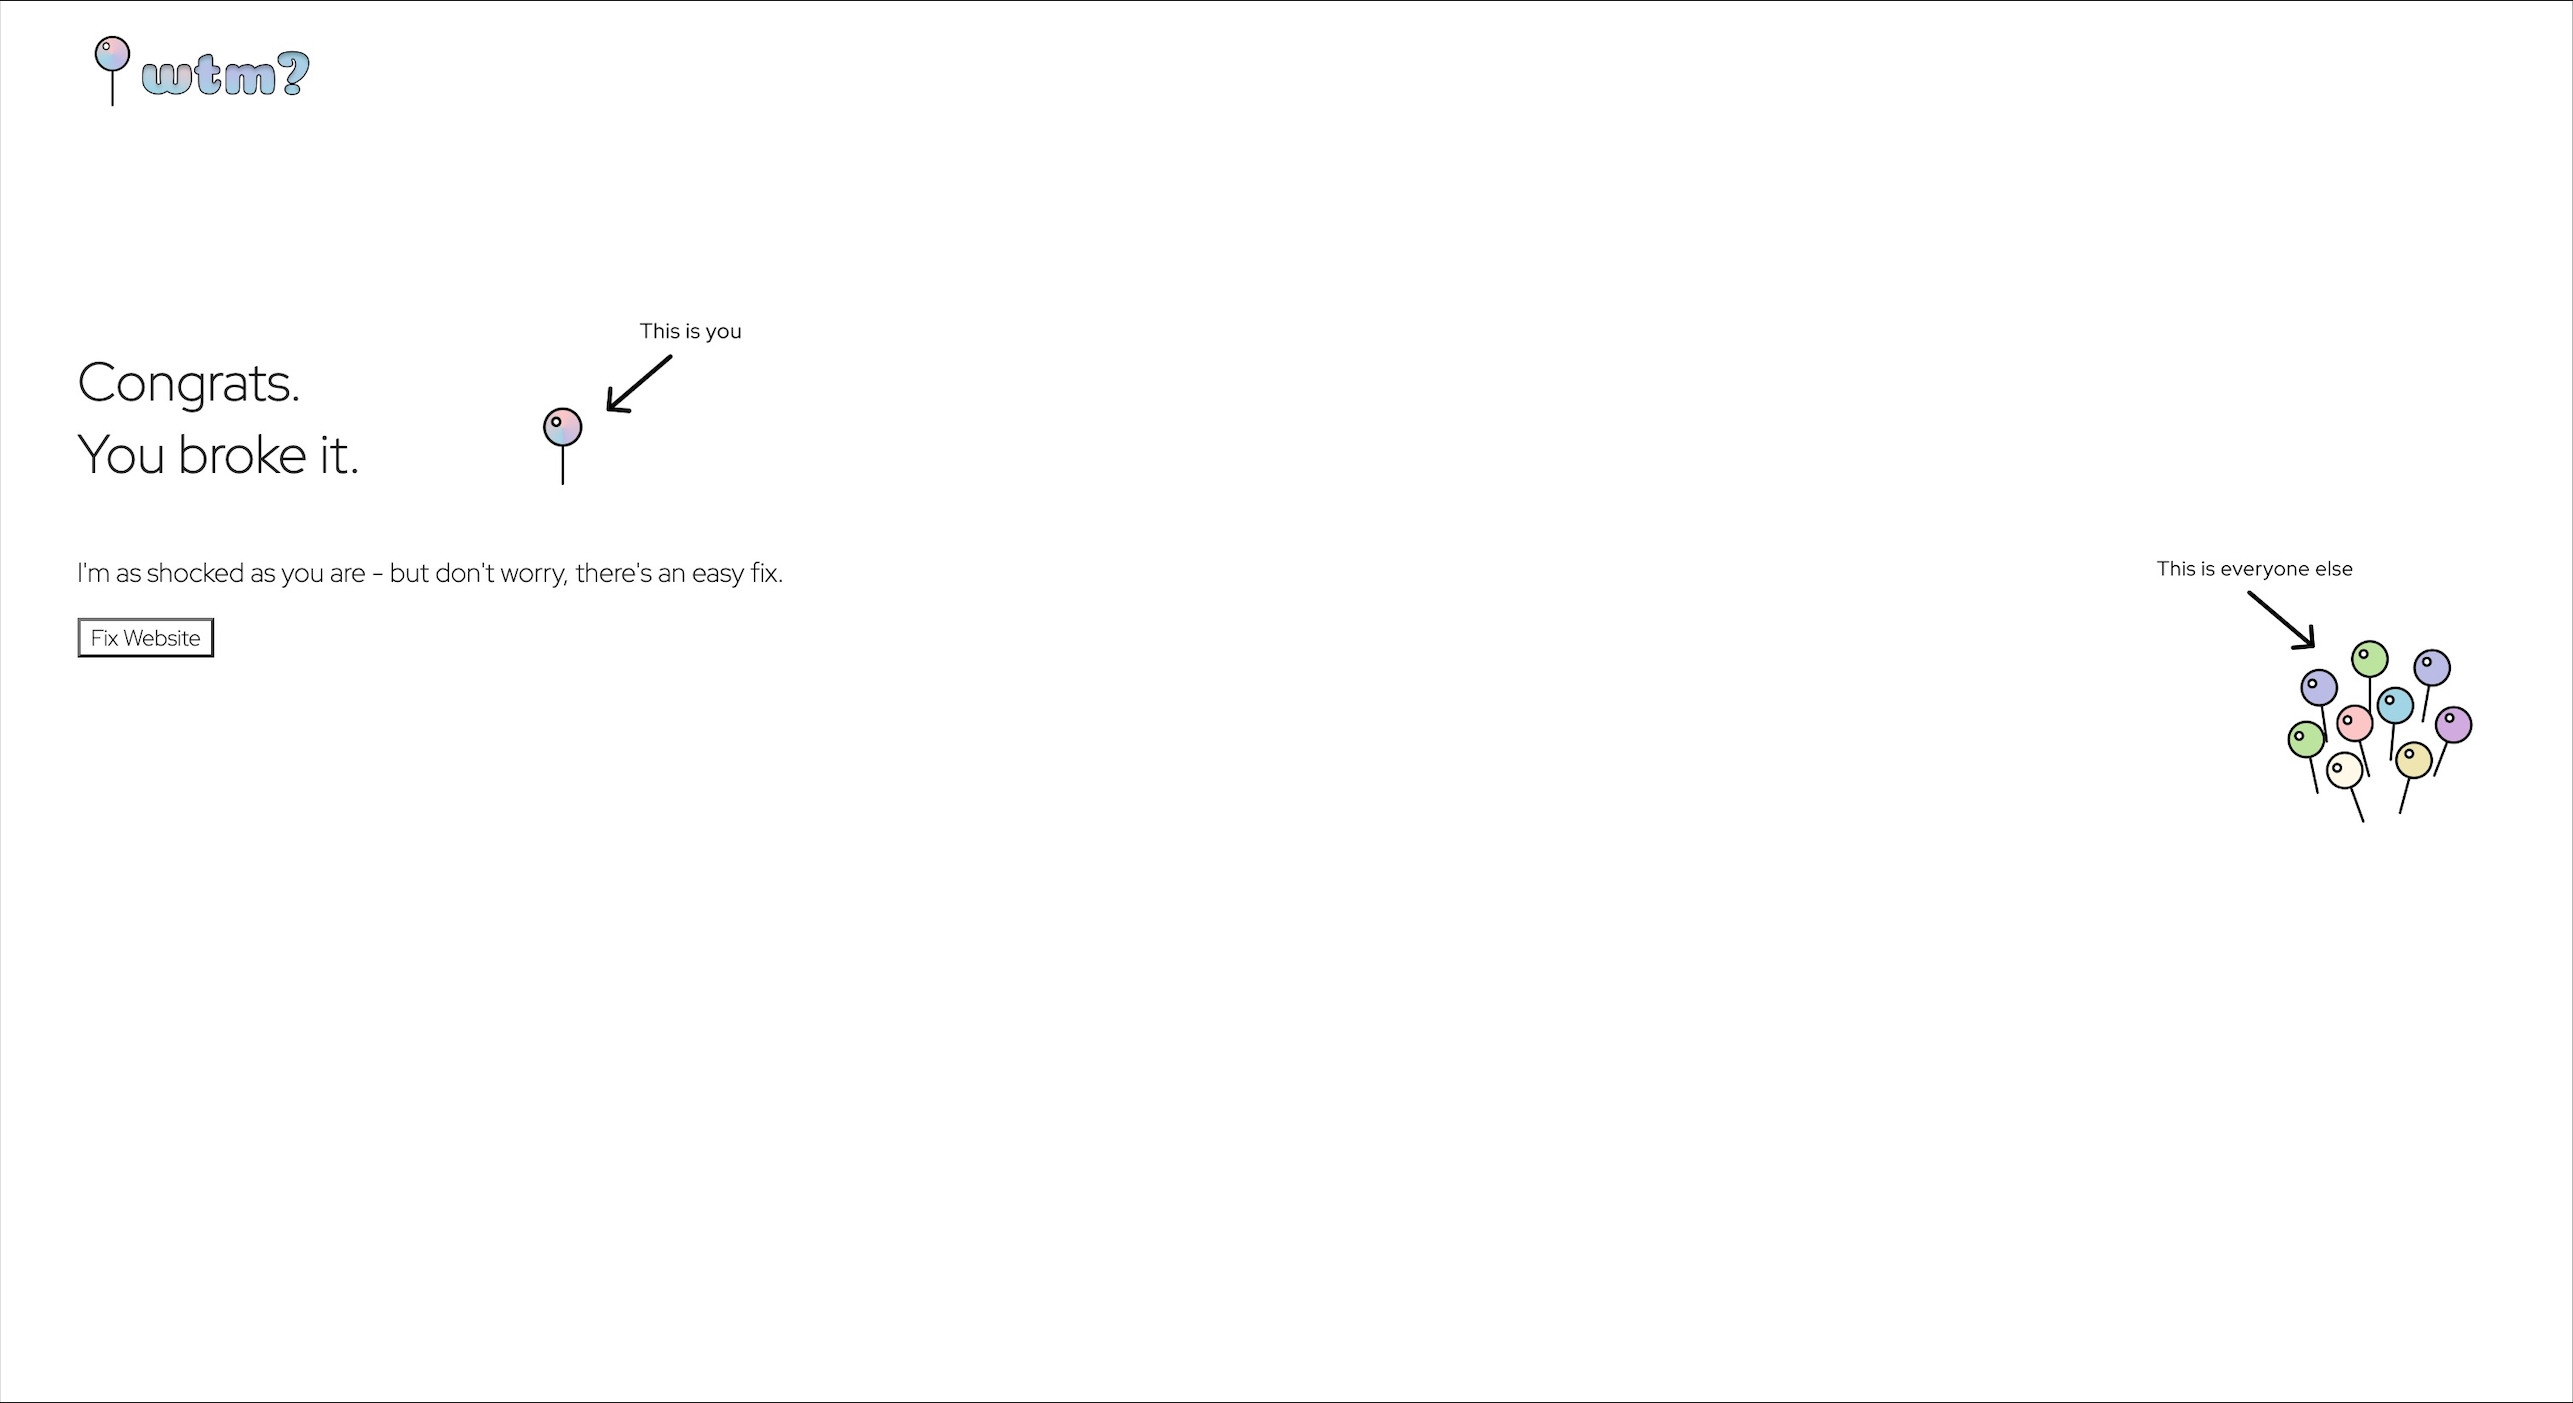 wtm?
This is you
Congrats.
You broke it.
I'm as shocked as you are - but don't worry, there's an easy fix.
This is everyone else
Fix Website